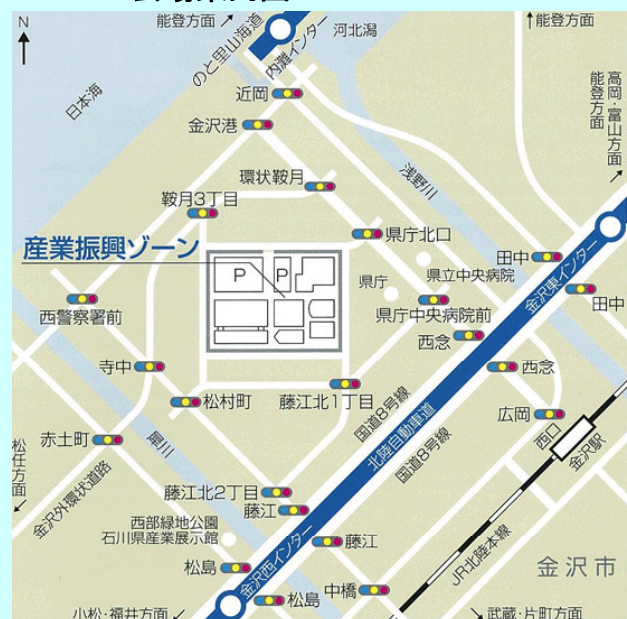 N
能登方面
のと里山海道
内灘インター
河北潟
能登方面
日本海
近岡
高岡・富山方面
能登方面
金沢港
浅野川
環状鞍月
鞍月3丁目
県庁北口
産業振興ゾーン
田中
県立中央病院
金沢東インター
P
P
県庁
田中
西警察署前
県庁中央病院前
西念
西念
寺中
松村町
藤江北1丁目
国道8号線
北陸自動車道
国道8号線
広岡
西口
金沢駅
赤土町
犀川
松任方面
金沢外環状道路
藤江北2丁目
藤江
西部緑地公園
石川県産業展示館
金沢西インター
藤江
JR北陸本線
金沢市
松島
松島
中橋
小松・福井方面
武蔵・片町方面